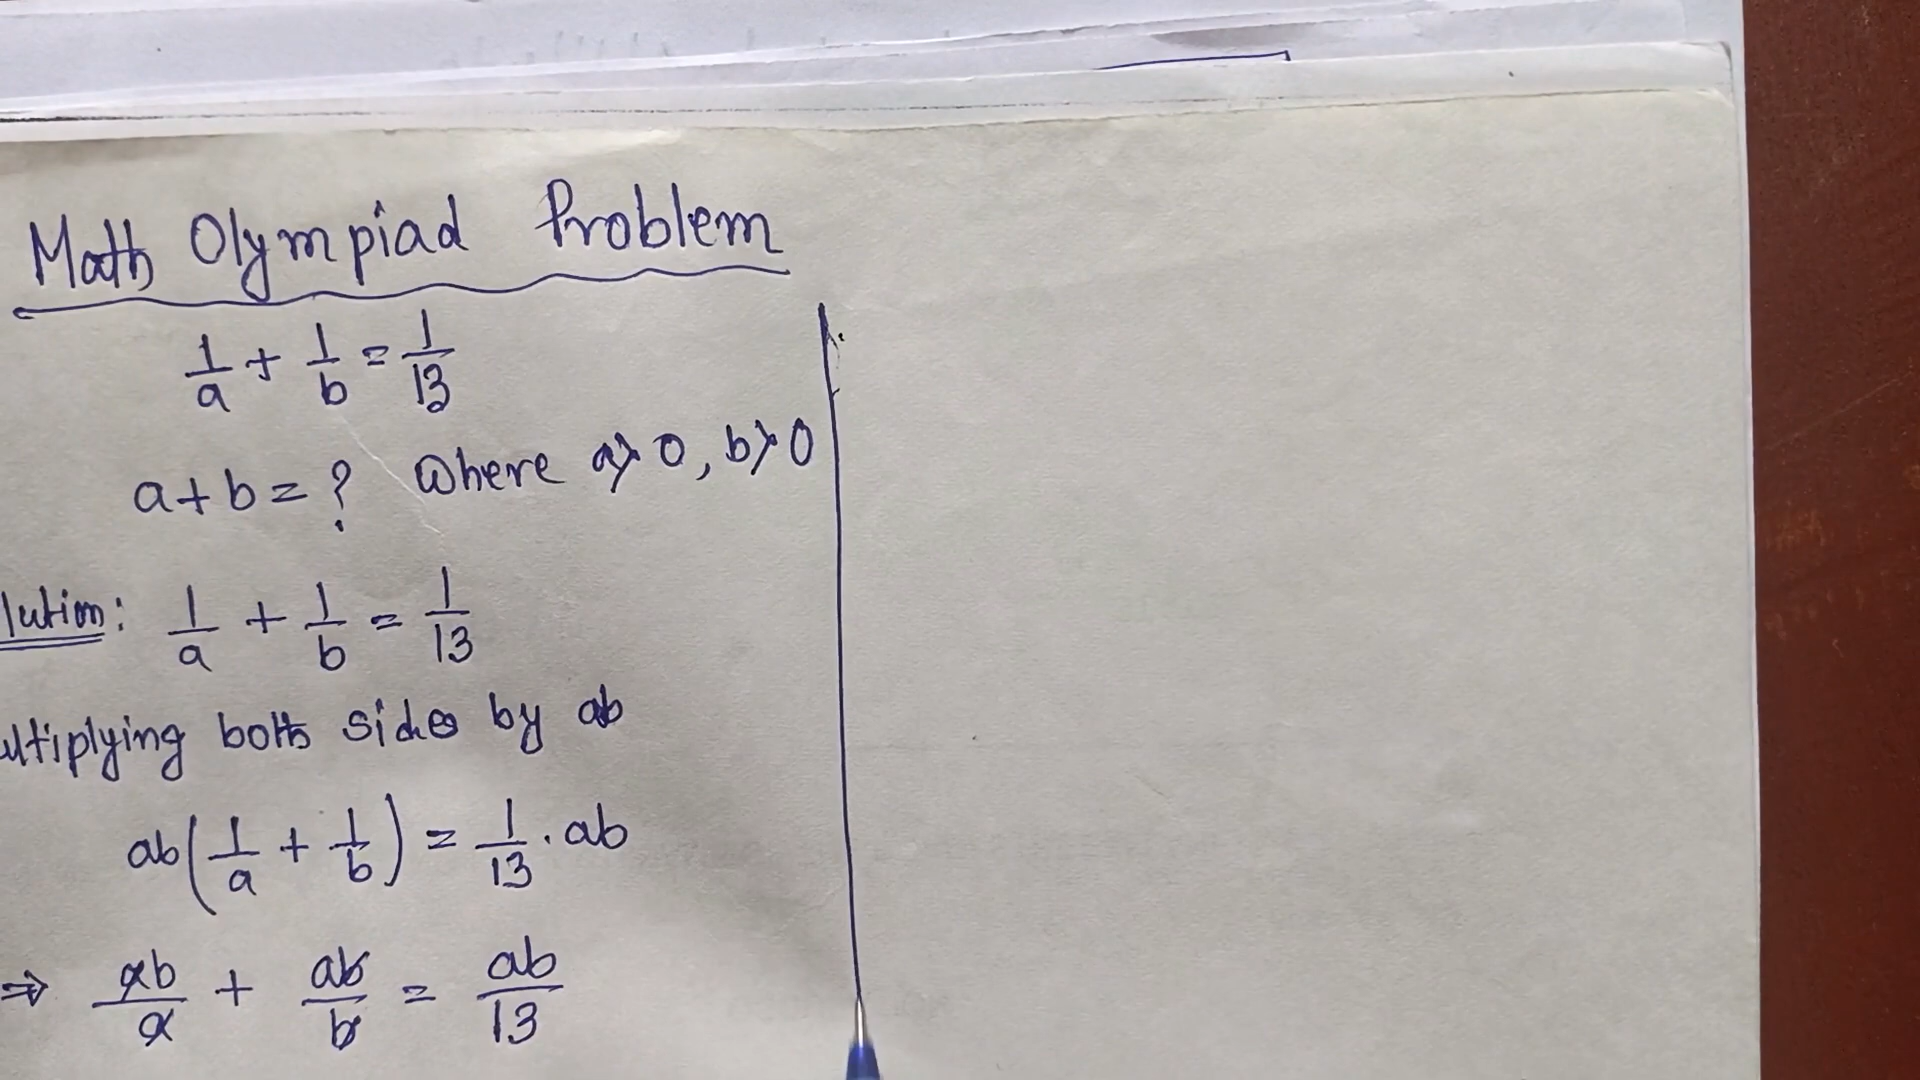 Math Olympiad Problem
1/a + 1/b = 1/13
a+b=? Where a>0, b>0
lution: 1/a + 1/b = 1/13
ultiplying both sides by ab
ab(1/a + 1/b) = 1/13 · ab
⇒ ab/a + ab/b = ab/13